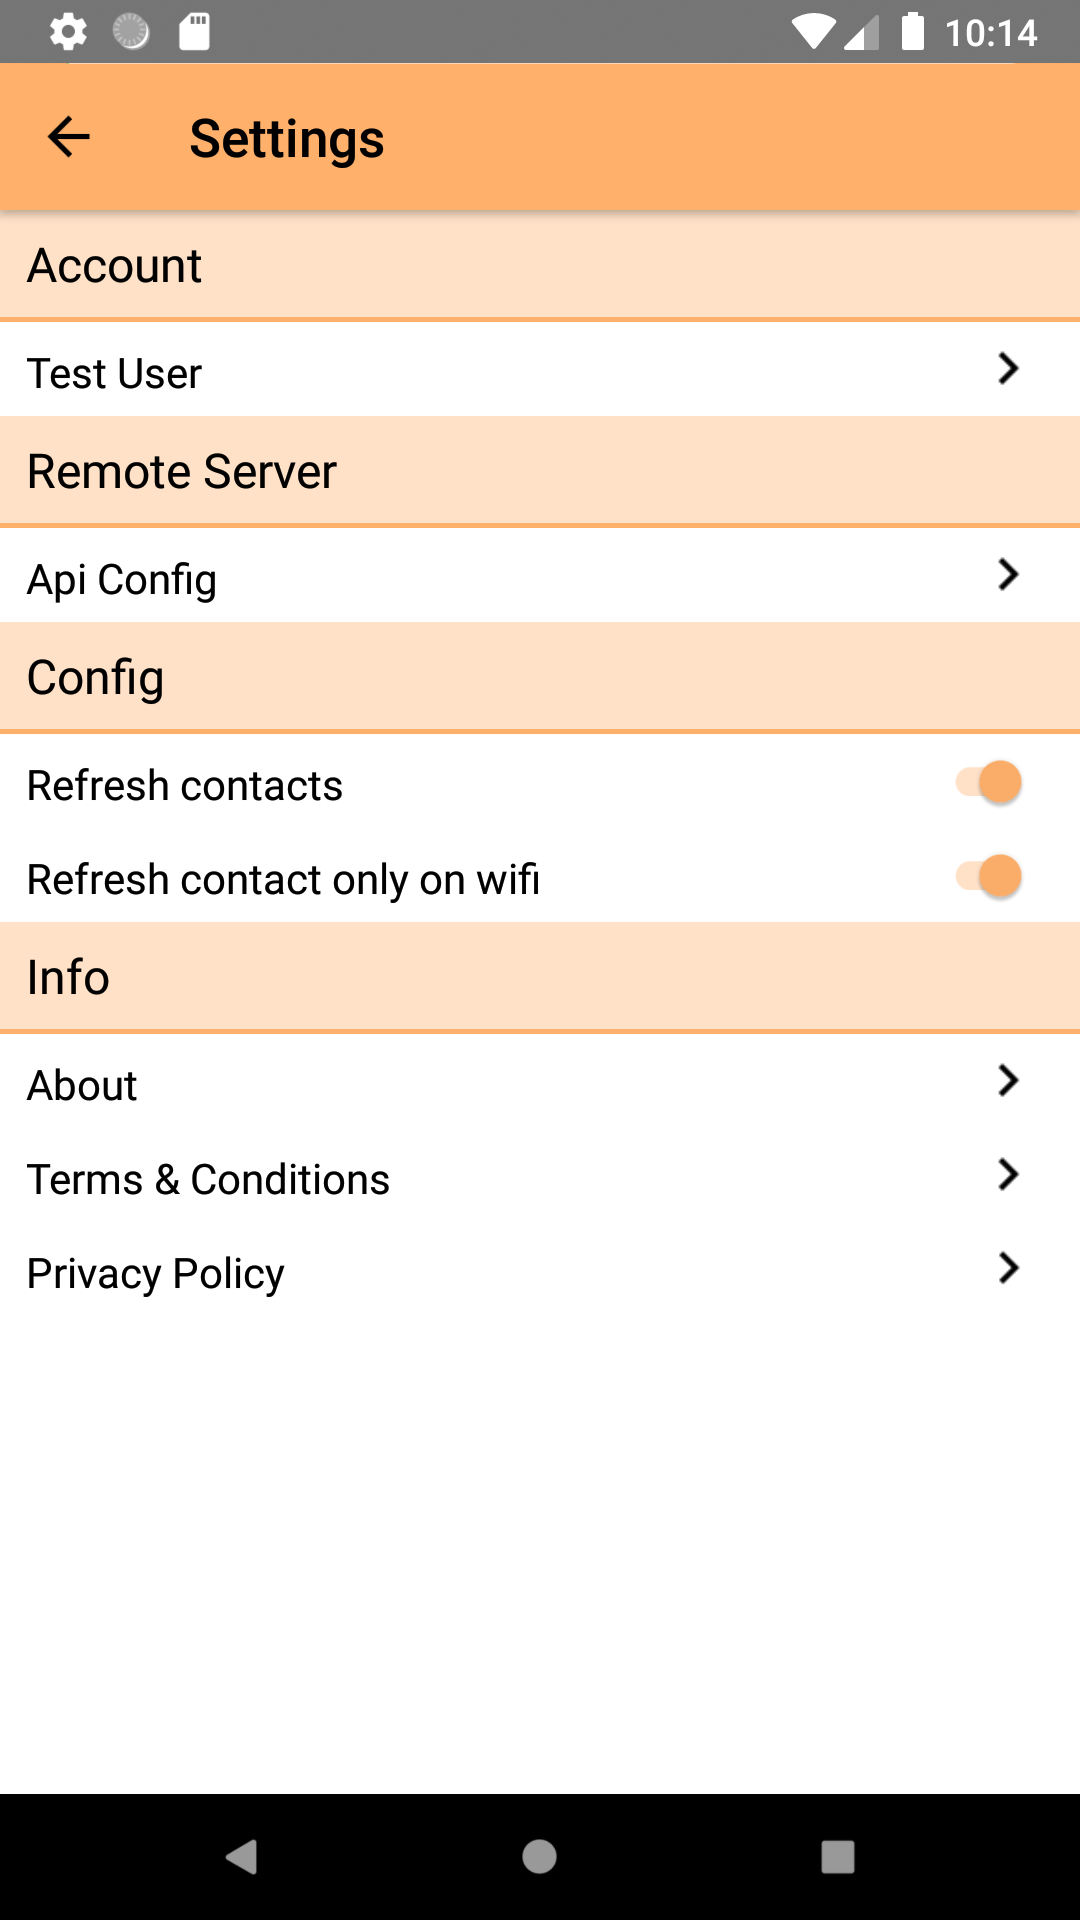 10:14
Settings
Account
Test User
Remote Server
Api Config
Config
Refresh contacts
Refresh contact only on wifi
Info
About
Terms & Conditions
Privacy Policy